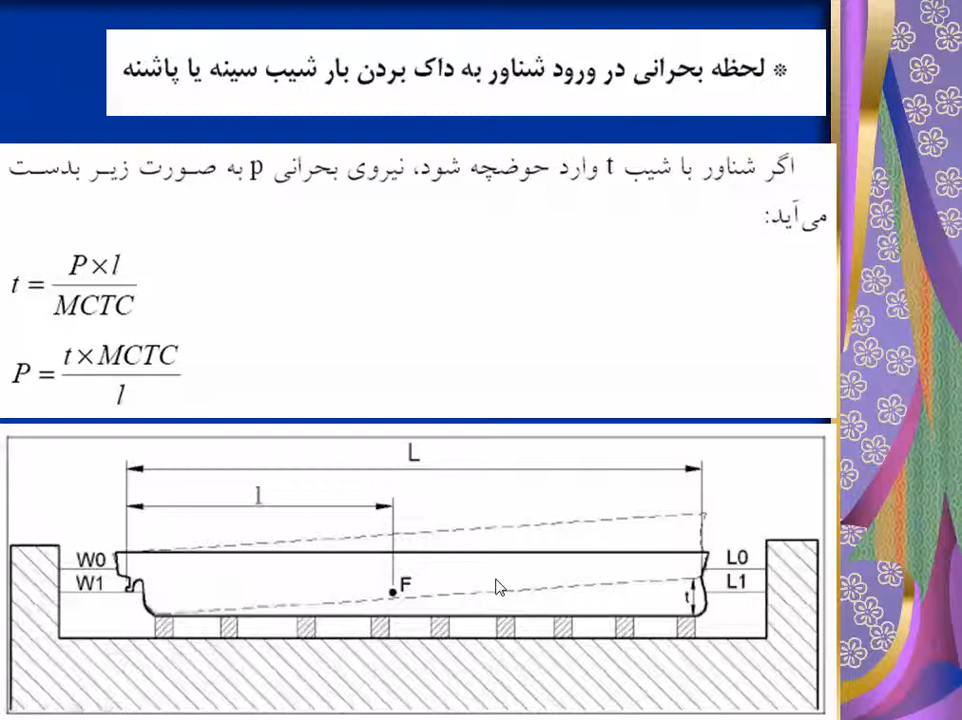 * لحظه بحرانی در ورود شناور به داک بردن بار شیب سینه یا پاشنه
اگر شناور با شیب t وارد حوضچه شود، نیروی بحرانی p به صورت زیر بدست
می‌آید:
t = P×l / MCTC
P = t×MCTC / l
L
l
W0
L0
W1
F
L1
t